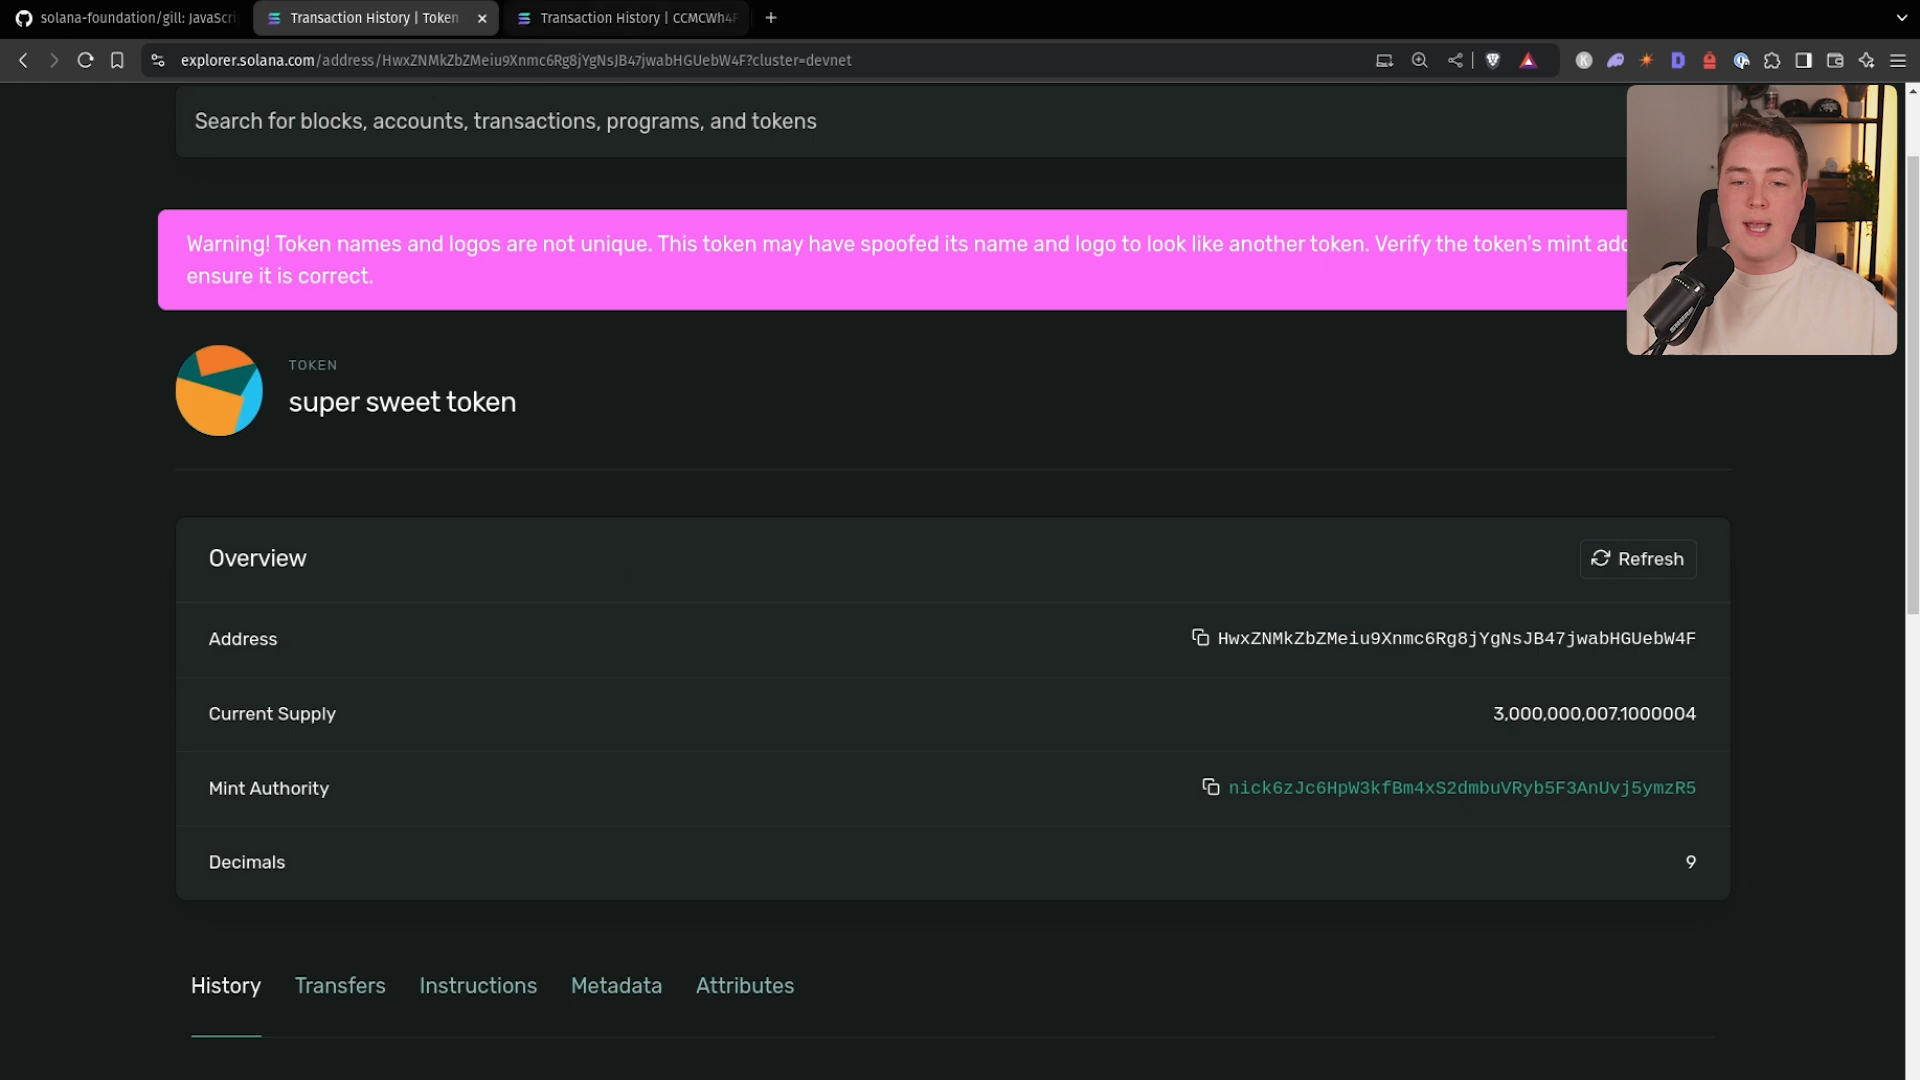 solana-foundation/gill: JavaScri
Transaction History | Token
Transaction History | CCMCWh4F
explorer.solana.com/address/HwxZNMkZbZMeiu9Xnmc6Rg8jYgNsJB47jwabHGUebW4F?cluster=devnet
Search for blocks, accounts, transactions, programs, and tokens
Warning! Token names and logos are not unique. This token may have spoofed its name and logo to look like another token. Verify the token's mint add
ensure it is correct.
TOKEN
super sweet token
Overview
Refresh
Address
HwxZNMkZbZMeiu9Xnmc6Rg8jYgNsJB47jwabHGUebW4F
Current Supply
3,000,000,007.1000004
Mint Authority
nick6zJc6HpW3kfBm4xS2dmbuVRyb5F3AnUvj5ymzR5
Decimals
9
History Transfers Instructions Metadata Attributes